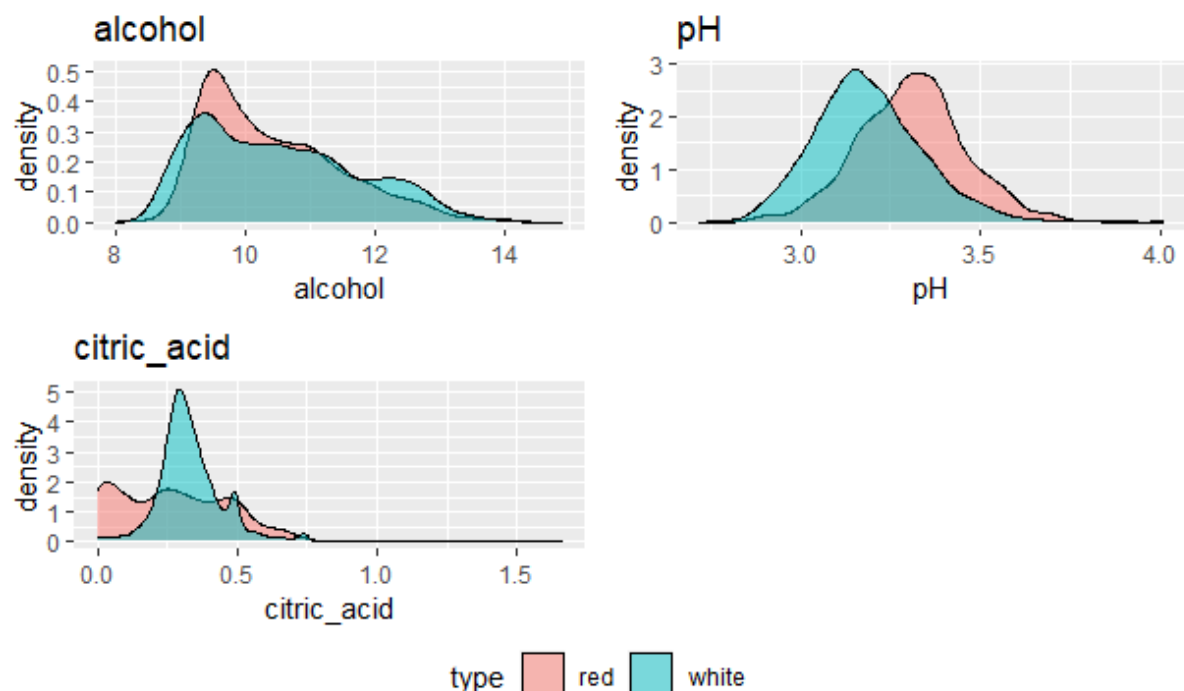 alcohol
density
0.5
0.4
0.3
0.2
0.1
0.0
8 10 12 14
alcohol
pH
density
3
2
1
0
3.0 3.5 4.0
pH
citric_acid
density
5
4
3
2
1
0
0.0 0.5 1.0 1.5
citric_acid
type red white